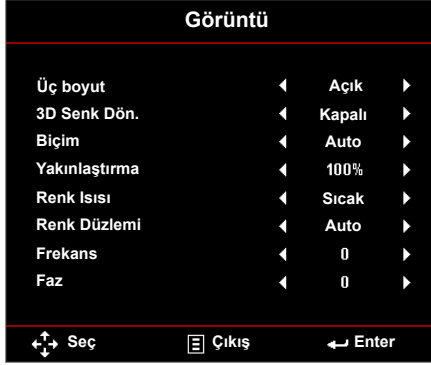 Görüntü
Üç boyut Açık
3D Senk Dön. Kapalı
Biçim Auto
Yakınlaştırma 100%
Renk Isısı Sıcak
Renk Düzlemi Auto
Frekans 0
Faz 0
Seç Çıkış Enter